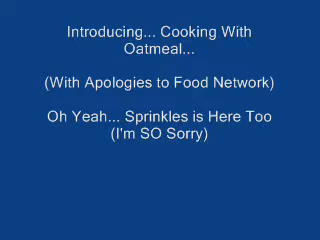 Introducing... Cooking With
Oatmeal...
(With Apologies to Food Network)
Oh Yeah... Sprinkles is Here Too
(I'm SO Sorry)